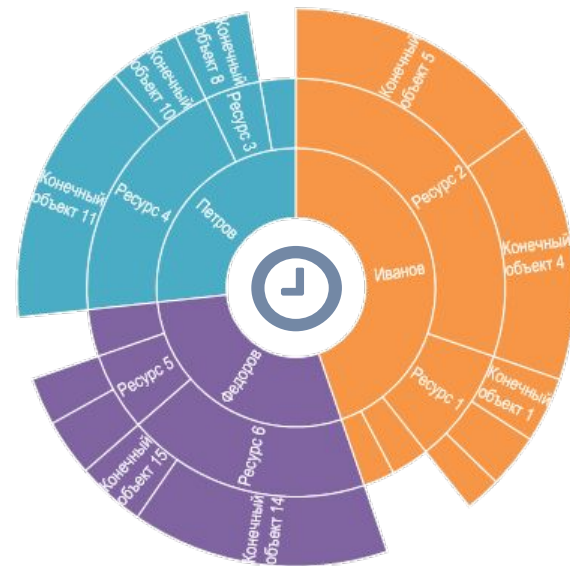 Конечный
объект 5
Ресурс 2
Конечный
объект 4
Иванов
Ресурс 1
Конечный
объект 1
Конечный
объект 8
Ресурс 3
Конечный
объект 10
Петров
Ресурс 4
Конечный
объект 11
Федоров
Ресурс 5
Ресурс 6
Конечный
объект 15
Конечный
объект 14